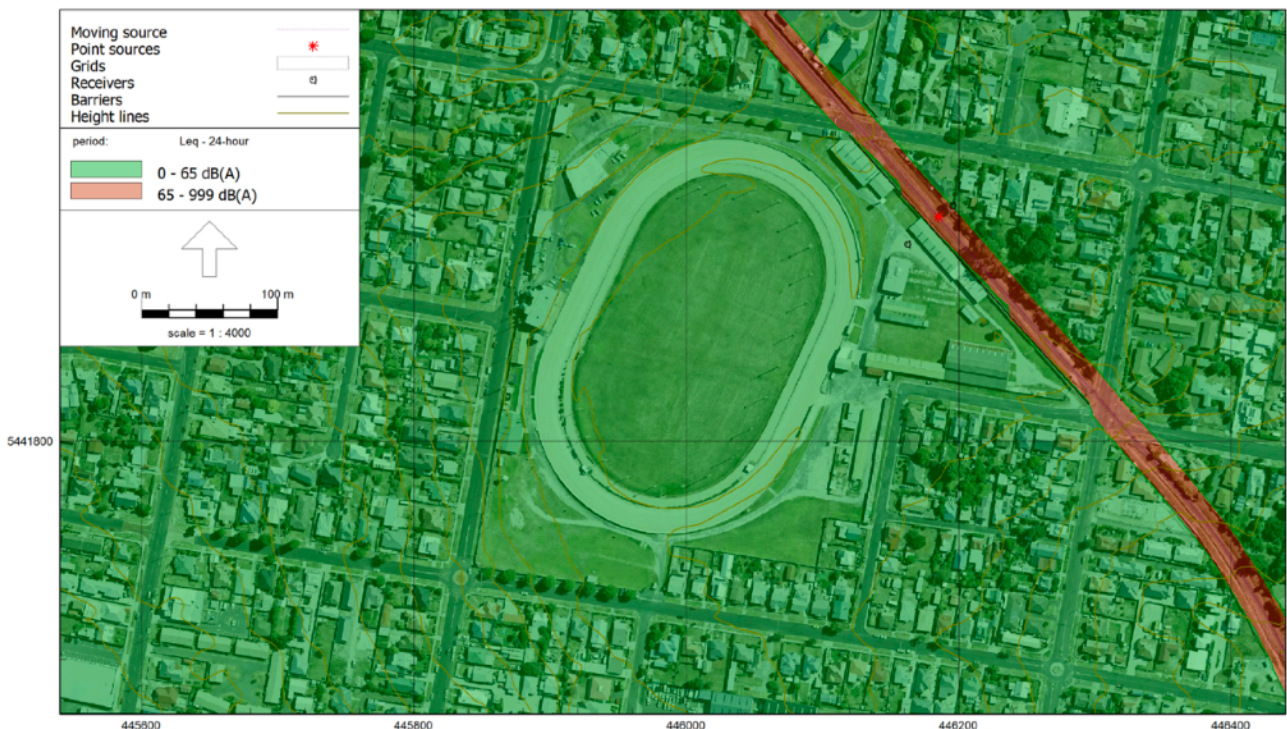 Moving source
Point sources
Grids
Receivers
Barriers
Height lines
period: Leq - 24-hour
0 - 65 dB(A)
65 - 999 dB(A)
0 m 100 m
scale = 1 : 4000
5441800
445600 445800 446000 446200 446400